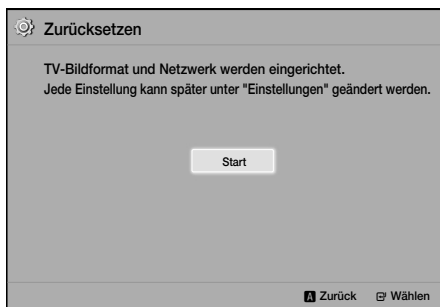 Zurücksetzen
TV-Bildformat und Netzwerk werden eingerichtet.
Jede Einstellung kann später unter "Einstellungen" geändert werden.
Start
A Zurück Wählen